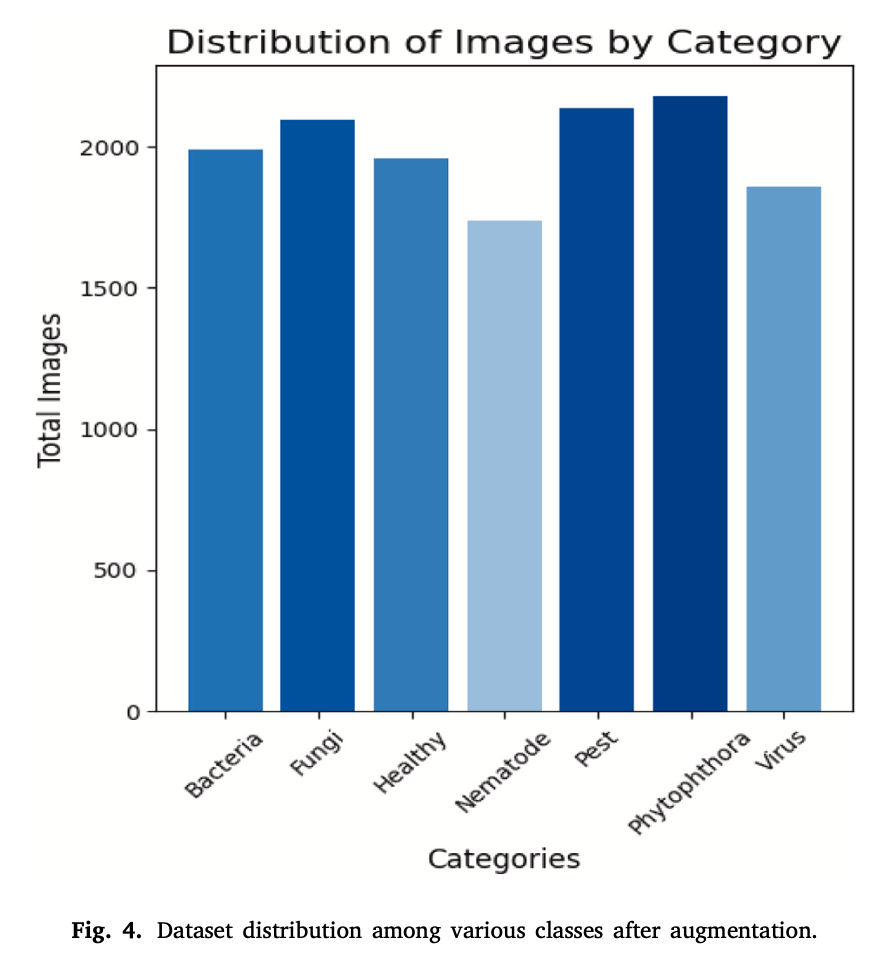 Distribution of Images by Category
2000
1500
1000
500
0
Total Images
Bacteria
Fungi
Healthy
Nematode
Pest
Phytophthora
Virus
Categories
Fig. 4. Dataset distribution among various classes after augmentation.